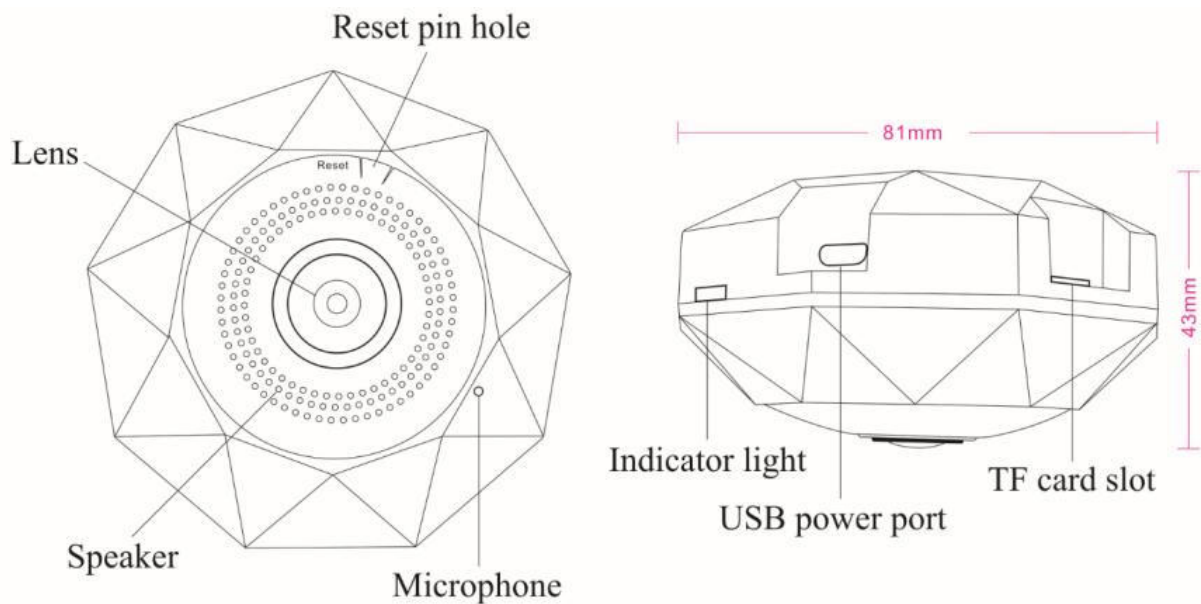 Reset pin hole
Lens
Reset
Speaker
Microphone
81mm
43mm
Indicator light
USB power port
TF card slot